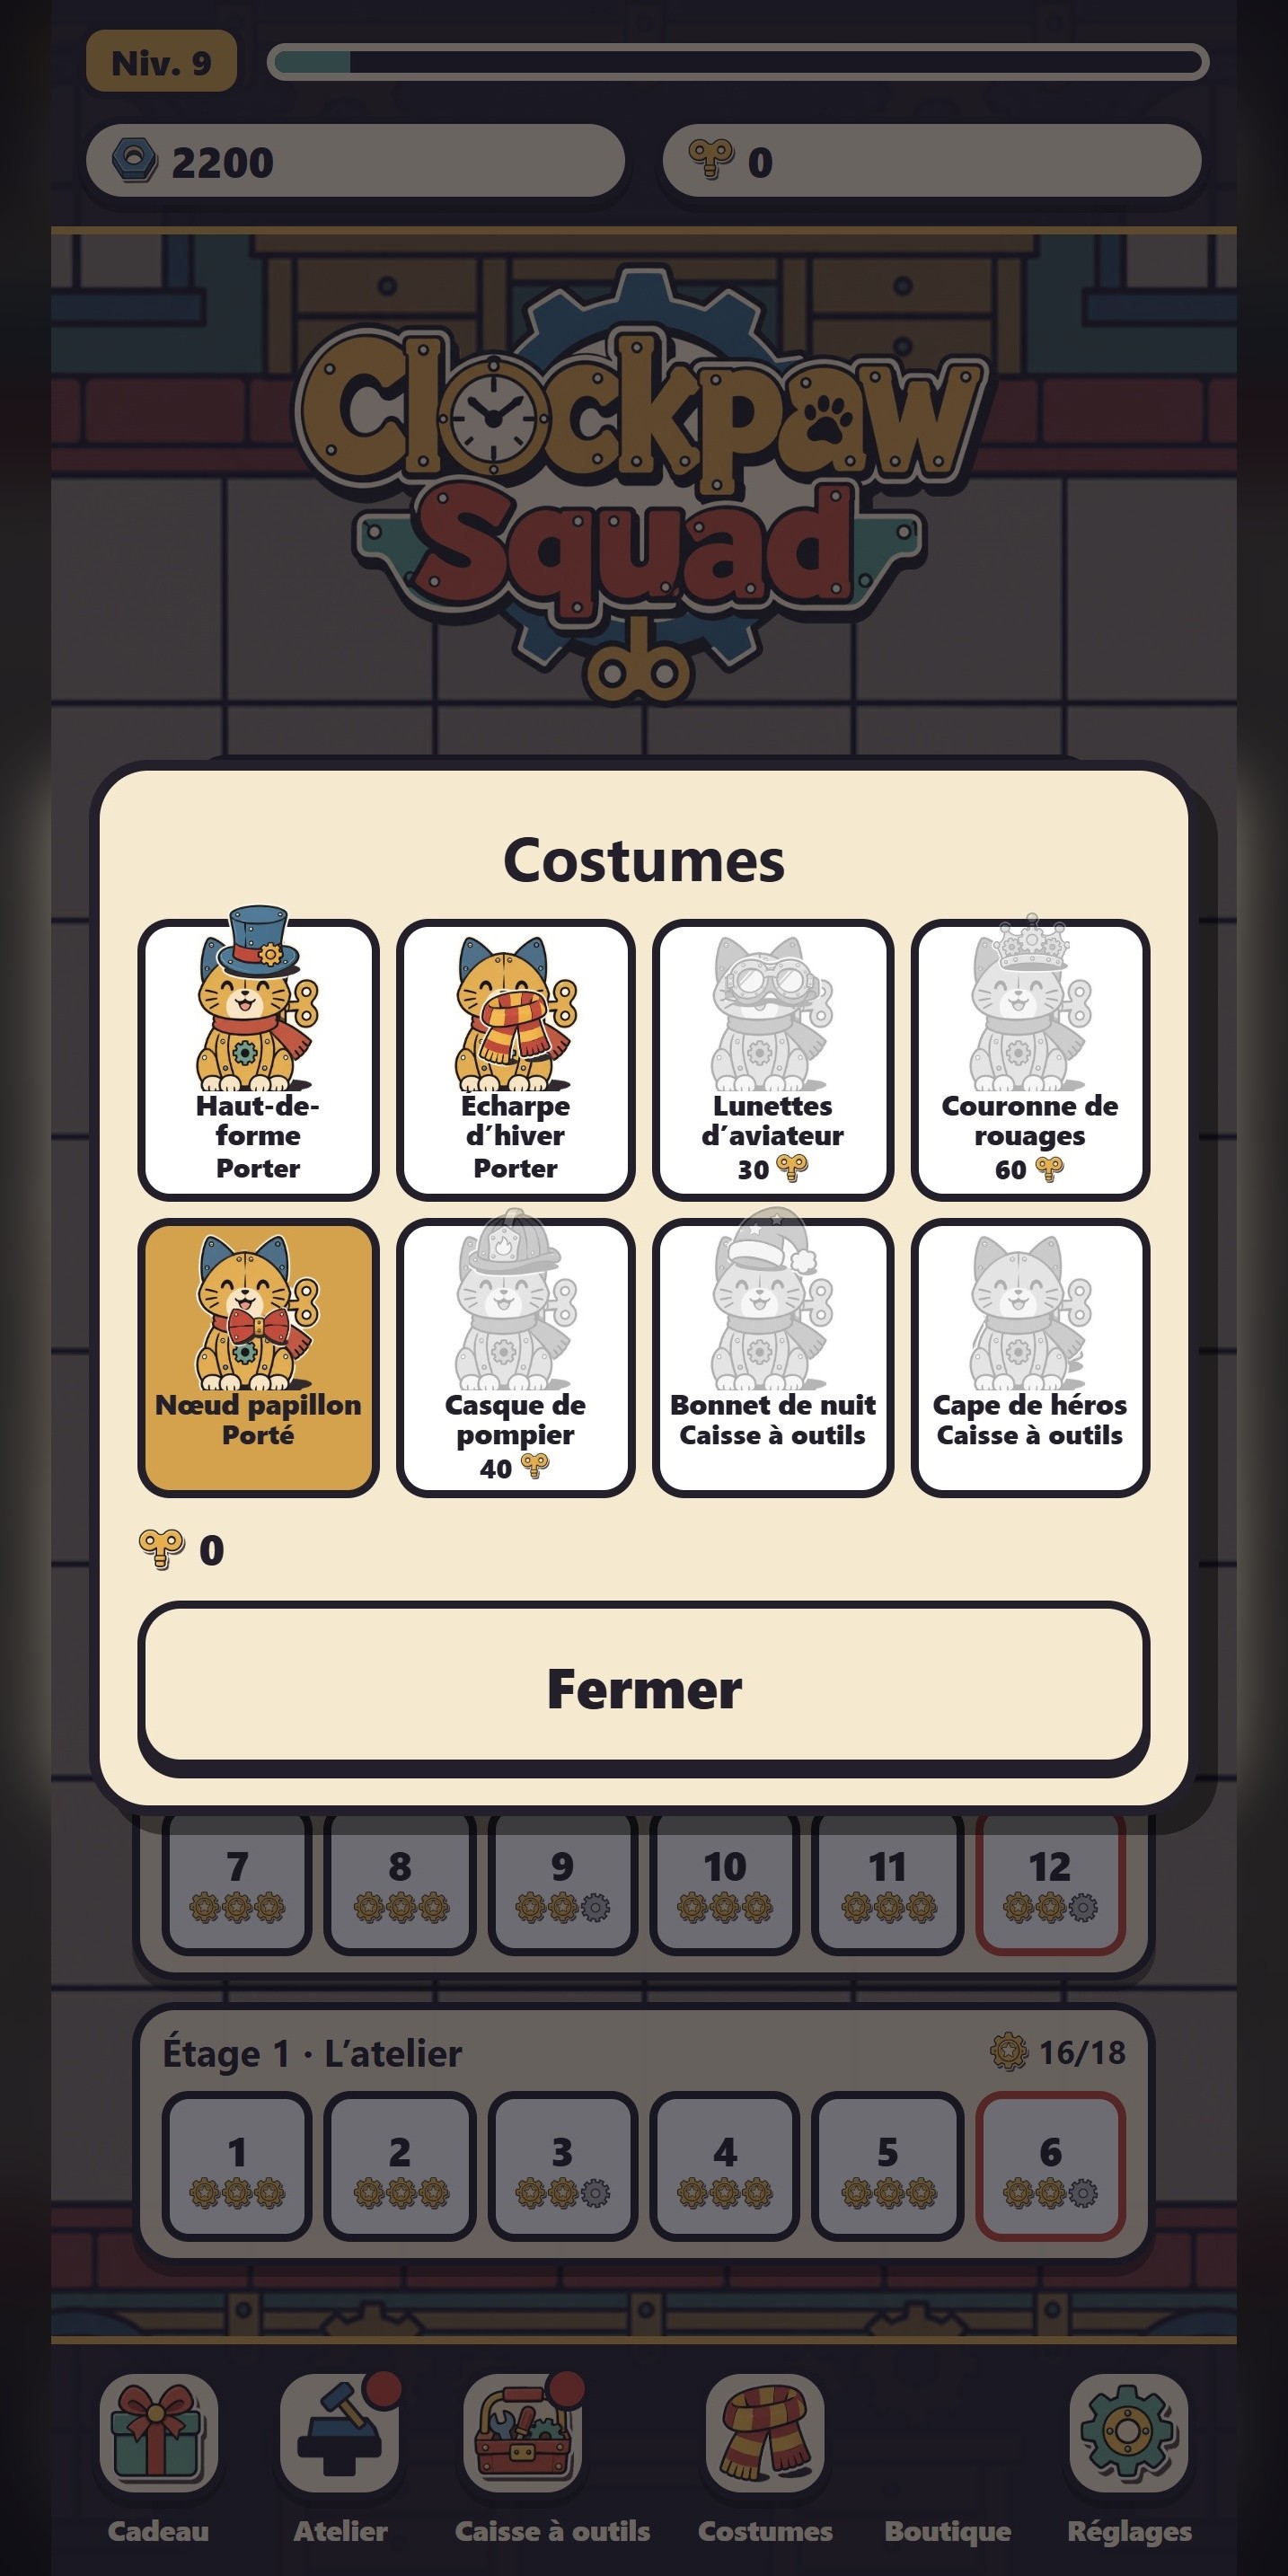 Niv. 9
2200
0
Clockpaw
Squad
Costumes
Haut-de-
forme
Porter
Écharpe
d’hiver
Porter
Lunettes
d’aviateur
30
Couronne de
rouages
60
Nœud papillon
Porté
Casque de
pompier
40
Bonnet de nuit
Caisse à outils
Cape de héros
Caisse à outils
0
Fermer
7 8 9 10 11 12
Étage 1 · L’atelier 16/18
1 2 3 4 5 6
Cadeau Atelier Caisse à outils Costumes Boutique Réglages